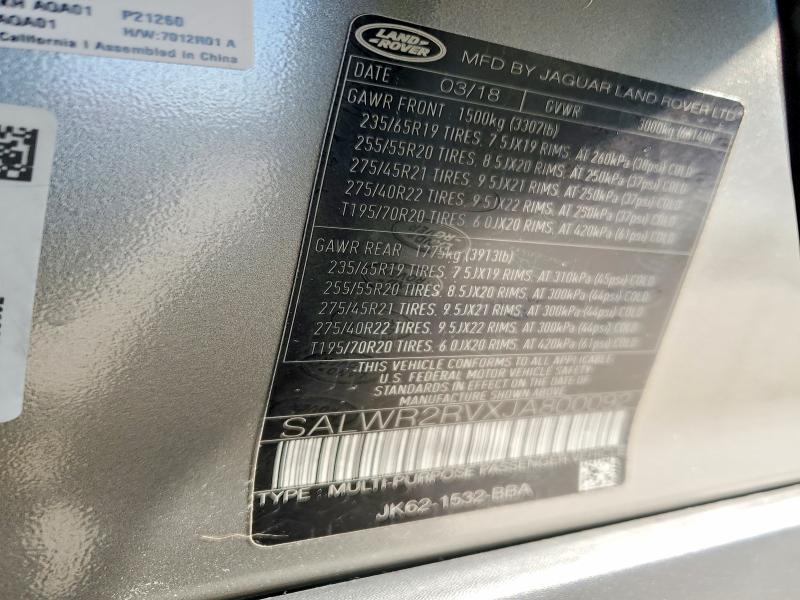 AQA01
AQA01
P21260
H/W:7012R01 A
California | Assembled in China
LAND
ROVER
MFD BY JAGUAR LAND ROVER LTD
DATE 03/18 GVWR 3000kg (6614lb)
GAWR FRONT 1500kg (3307lb)
235/65R19 TIRES, 7.5JX19 RIMS, AT 260kPa (38psi) COLD
255/55R20 TIRES, 8.5JX20 RIMS, AT 250kPa (37psi) COLD
275/45R21 TIRES, 9.5JX21 RIMS, AT 250kPa (37psi) COLD
275/40R22 TIRES, 9.5JX22 RIMS, AT 250kPa (37psi) COLD
T195/70R20 TIRES, 6.0JX20 RIMS, AT 420kPa (61psi) COLD
GAWR REAR 1775kg (3913lb)
235/65R19 TIRES, 7.5JX19 RIMS, AT 310kPa (45psi) COLD
255/55R20 TIRES, 8.5JX20 RIMS, AT 300kPa (44psi) COLD
275/45R21 TIRES, 9.5JX21 RIMS, AT 300kPa (44psi) COLD
275/40R22 TIRES, 9.5JX22 RIMS, AT 300kPa (44psi) COLD
T195/70R20 TIRES, 6.0JX20 RIMS, AT 420kPa (61psi) COLD
THIS VEHICLE CONFORMS TO ALL APPLICABLE
U.S. FEDERAL MOTOR VEHICLE SAFETY
STANDARDS IN EFFECT ON THE DATE OF
MANUFACTURE SHOWN ABOVE
SALWR2RVXJA800092
TYPE : MULTI-PURPOSE PASSENGER VEHICLE
JK62-1532-BBA